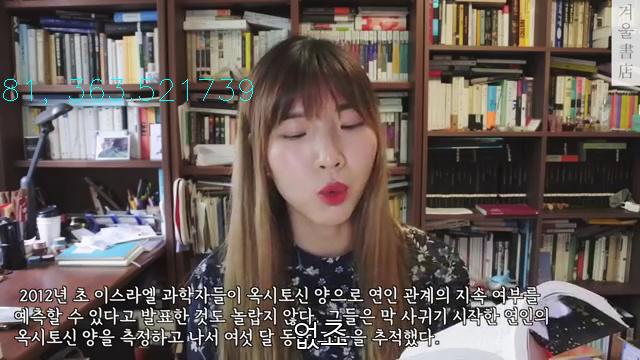 겨울書店
81, 363.521739
2012년 초 이스라엘 과학자들이 옥시토신 양으로 연인 관계의 지속 여부를
예측할 수 있다고 발표한 것도 놀랍지 않다. 그들은 막 사귀기 시작한 연인의
옥시토신 양을 측정하고 나서 여섯 달 동 을 추적했다.
없죠